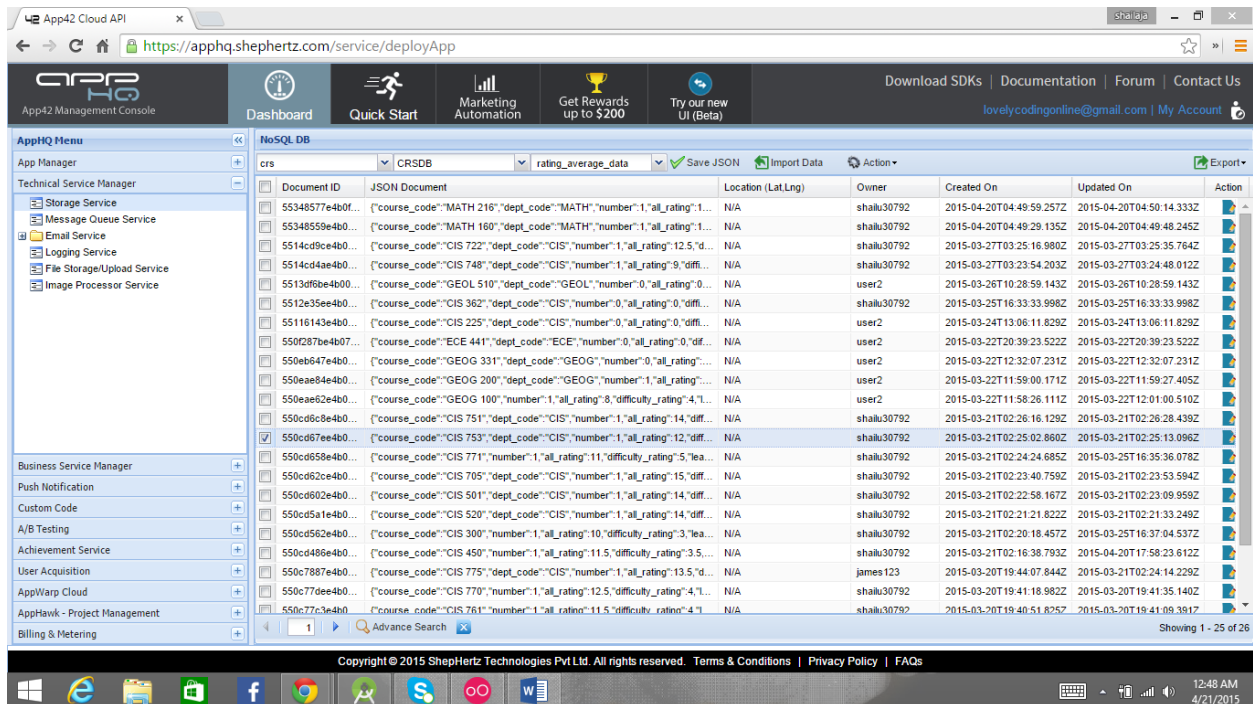 App42 Cloud API
shailaja
https://apphq.shephertz.com/service/deployApp
APP HQ
App42 Management Console
Dashboard
Quick Start
Marketing Automation
Get Rewards up to $200
Try our new UI (Beta)
Download SDKs | Documentation | Forum | Contact Us
lovelycodingonline@gmail.com | My Account
AppHQ Menu
App Manager
Technical Service Manager
Storage Service
Message Queue Service
Email Service
Logging Service
File Storage/Upload Service
Image Processor Service
Business Service Manager
Push Notification
Custom Code
A/B Testing
Achievement Service
User Acquisition
AppWarp Cloud
AppHawk - Project Management
Billing & Metering
NoSQL DB
crs CRSDB rating_average_data Save JSON Import Data Action Export
Document ID JSON Document Location (Lat,Lng) Owner Created On Updated On Action
55348577e4b0f... {"course_code":"MATH 216","dept_code":"MATH","number":1,"all_rating":1... N/A shailu30792 2015-04-20T04:49:59.257Z 2015-04-20T04:50:14.333Z
55348559e4b0... {"course_code":"MATH 160","dept_code":"MATH","number":1,"all_rating":1... N/A shailu30792 2015-04-20T04:49:29.135Z 2015-04-20T04:49:48.245Z
5514cd9ce4b0... {"course_code":"CIS 722","dept_code":"CIS","number":1,"all_rating":12.5,"d... N/A shailu30792 2015-03-27T03:25:16.980Z 2015-03-27T03:25:35.764Z
5514cd4ae4b0... {"course_code":"CIS 748","dept_code":"CIS","number":1,"all_rating":9,"diffi... N/A shailu30792 2015-03-27T03:23:54.203Z 2015-03-27T03:24:48.012Z
5513df6be4b00... {"course_code":"GEOL 510","dept_code":"GEOL","number":0,"all_rating":0... N/A user2 2015-03-26T10:28:59.143Z 2015-03-26T10:28:59.143Z
5512e35ee4b0... {"course_code":"CIS 362","dept_code":"CIS","number":0,"all_rating":0,"diffi... N/A shailu30792 2015-03-25T16:33:33.998Z 2015-03-25T16:33:33.998Z
55116143e4b0... {"course_code":"CIS 225","dept_code":"CIS","number":0,"all_rating":0,"diffi... N/A user2 2015-03-24T13:06:11.829Z 2015-03-24T13:06:11.829Z
550f287be4b07... {"course_code":"ECE 441","dept_code":"ECE","number":0,"all_rating":0,"dif... N/A user2 2015-03-22T20:39:23.522Z 2015-03-22T20:39:23.522Z
550eb647e4b0... {"course_code":"GEOG 331","dept_code":"GEOG","number":0,"all_rating":... N/A user2 2015-03-22T12:32:07.231Z 2015-03-22T12:32:07.231Z
550eae84e4b0... {"course_code":"GEOG 200","dept_code":"GEOG","number":1,"all_rating":... N/A user2 2015-03-22T11:59:00.171Z 2015-03-22T11:59:27.405Z
550eae62e4b0... {"course_code":"GEOG 100","number":1,"all_rating":8,"difficulty_rating":4,"l... N/A user2 2015-03-22T11:58:26.111Z 2015-03-22T12:01:00.510Z
550cd6c8e4b0... {"course_code":"CIS 751","dept_code":"CIS","number":1,"all_rating":14,"diff... N/A shailu30792 2015-03-21T02:26:16.129Z 2015-03-21T02:26:28.439Z
550cd67ee4b0... {"course_code":"CIS 753","dept_code":"CIS","number":1,"all_rating":12,"diff... N/A shailu30792 2015-03-21T02:25:02.860Z 2015-03-21T02:25:13.096Z
550cd658e4b0... {"course_code":"CIS 771","number":1,"all_rating":11,"difficulty_rating":5,"lea... N/A shailu30792 2015-03-21T02:24:24.685Z 2015-03-25T16:35:36.078Z
550cd62ce4b0... {"course_code":"CIS 705","dept_code":"CIS","number":1,"all_rating":15,"diff... N/A shailu30792 2015-03-21T02:23:40.759Z 2015-03-21T02:23:53.594Z
550cd602e4b0... {"course_code":"CIS 501","dept_code":"CIS","number":1,"all_rating":14,"diff... N/A shailu30792 2015-03-21T02:22:58.167Z 2015-03-21T02:23:09.959Z
550cd5a1e4b0... {"course_code":"CIS 520","dept_code":"CIS","number":1,"all_rating":14,"diff... N/A shailu30792 2015-03-21T02:21:21.822Z 2015-03-21T02:21:33.249Z
550cd562e4b0... {"course_code":"CIS 300","number":1,"all_rating":10,"difficulty_rating":3,"lea... N/A shailu30792 2015-03-21T02:20:18.457Z 2015-03-25T16:37:04.537Z
550cd486e4b0... {"course_code":"CIS 450","number":1,"all_rating":11.5,"difficulty_rating":3.5,... N/A shailu30792 2015-03-21T02:16:38.793Z 2015-04-20T17:58:23.612Z
550c7887e4b0... {"course_code":"CIS 775","dept_code":"CIS","number":1,"all_rating":13.5,"d... N/A james123 2015-03-20T19:44:07.844Z 2015-03-21T02:24:14.229Z
550c77dee4b0... {"course_code":"CIS 770","number":1,"all_rating":12.5,"difficulty_rating":4,"l... N/A shailu30792 2015-03-20T19:41:18.982Z 2015-03-20T19:41:35.140Z
550c77c3e4b0... {"course_code":"CIS 761","number":1,"all_rating":11.5,"difficulty_rating":4,"l... N/A shailu30792 2015-03-20T19:40:51.825Z 2015-03-20T19:41:09.391Z
1 Advance Search Showing 1 - 25 of 26
Copyright © 2015 ShepHertz Technologies Pvt Ltd. All rights reserved. Terms & Conditions | Privacy Policy | FAQs
12:48 AM
4/21/2015